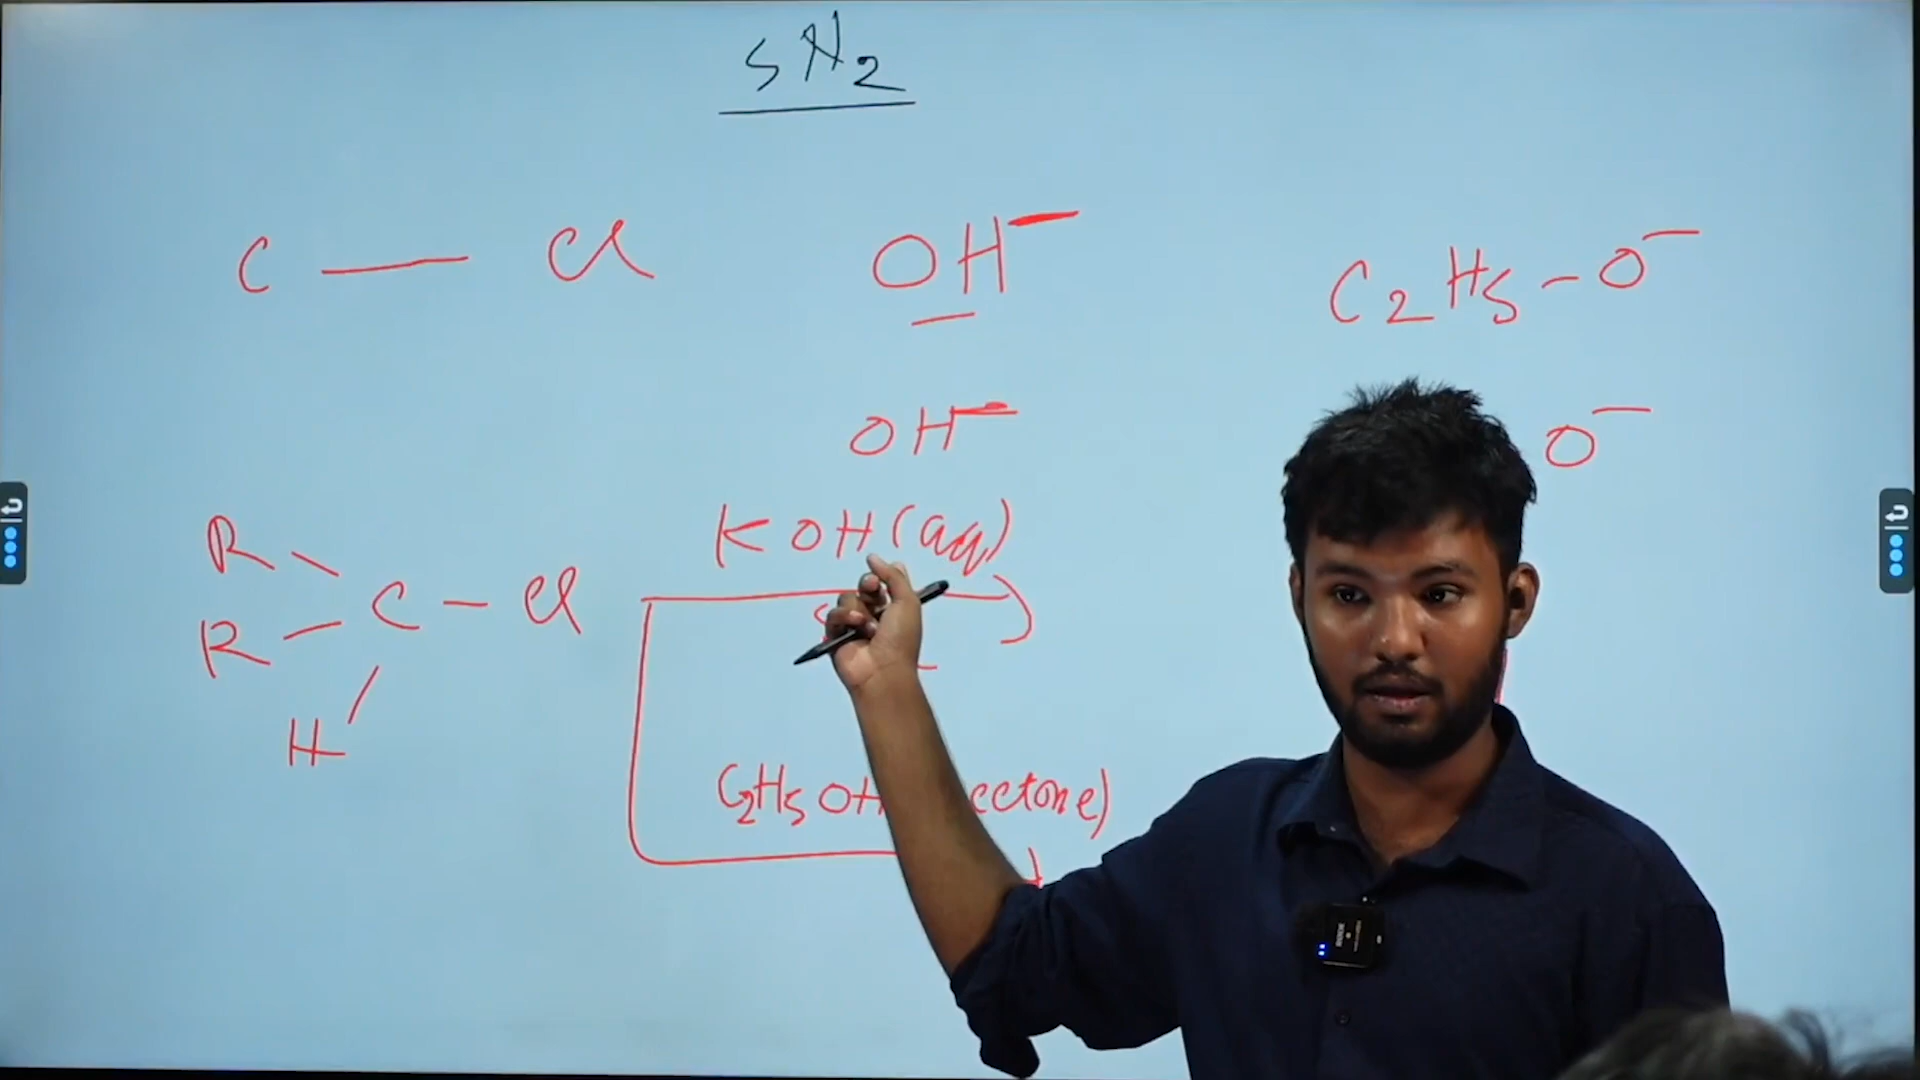 SN2
C — Cl OH⁻ C2H5-O⁻
OH⁻ O⁻
KOH(aq)
R
R C - Cl
H
C2H5OH cetone)